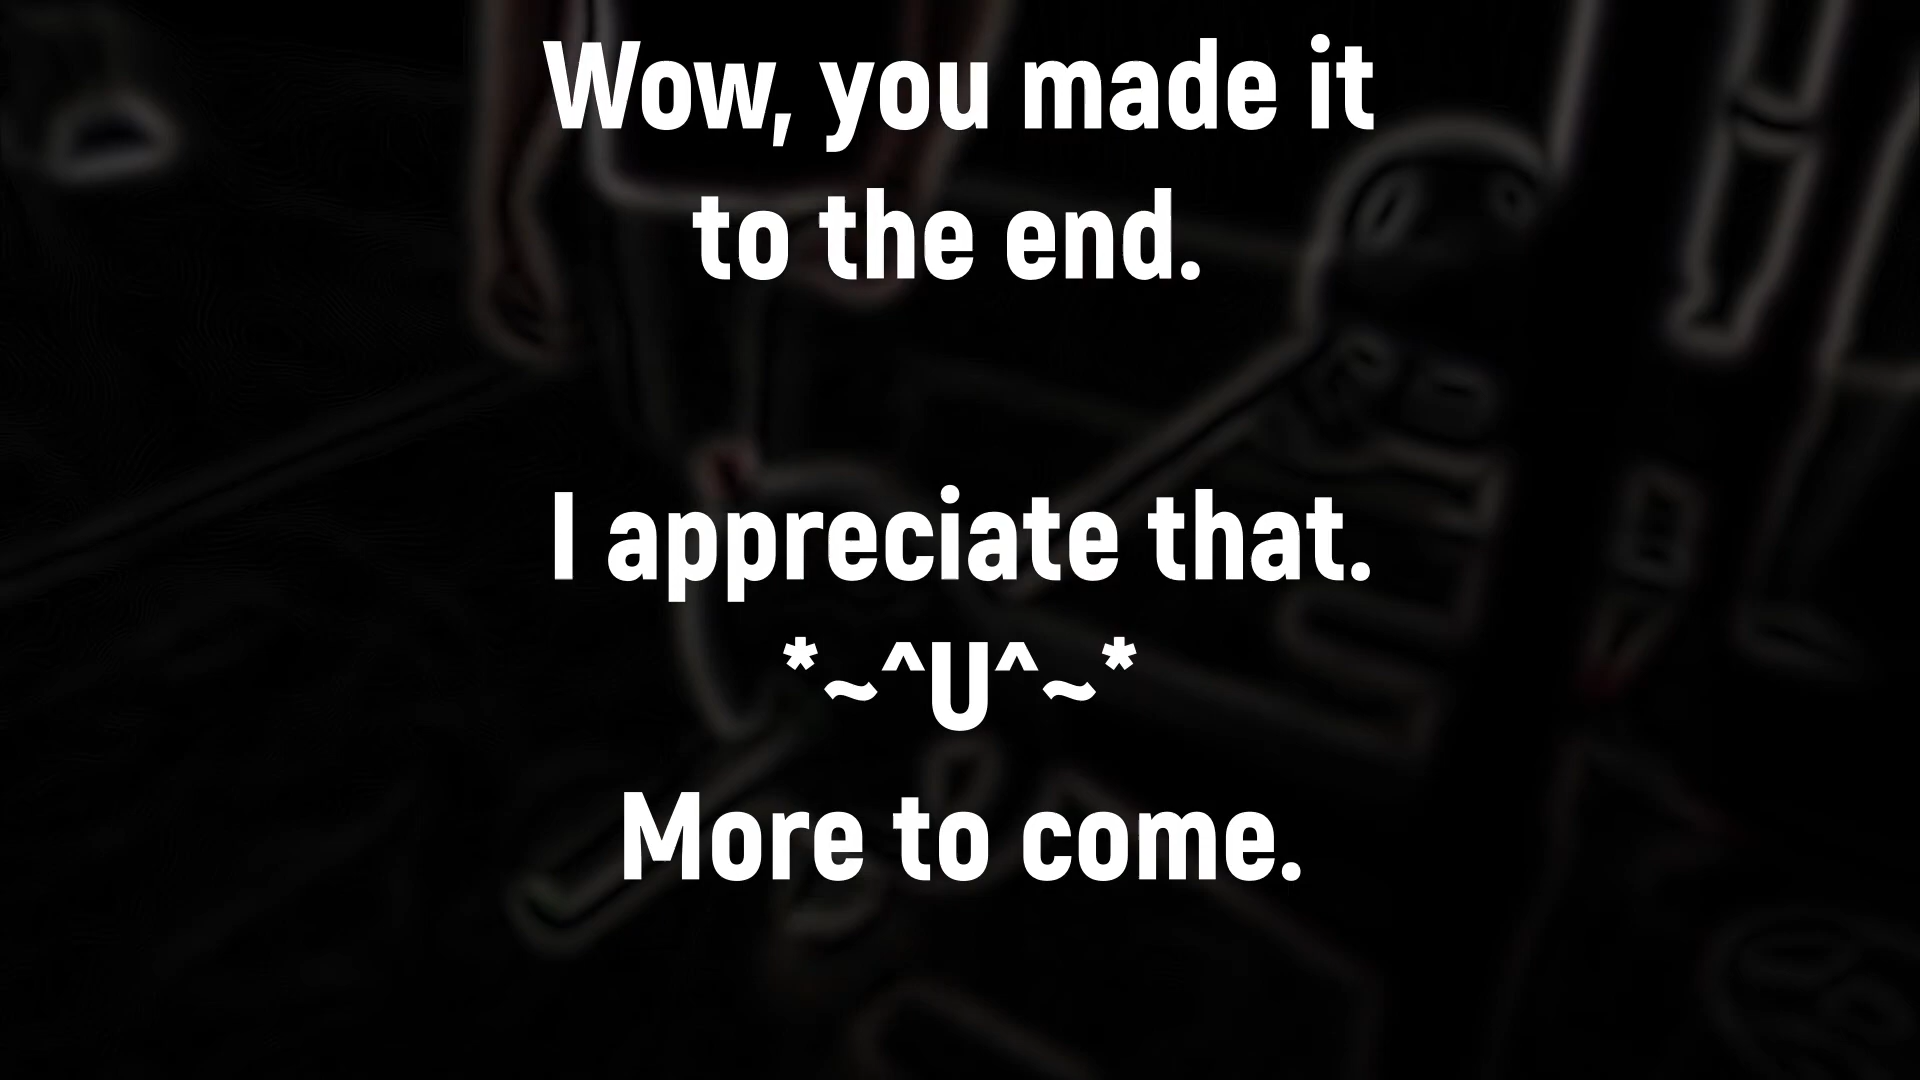 Wow, you made it
to the end.
I appreciate that.
*~^U^~*
More to come.